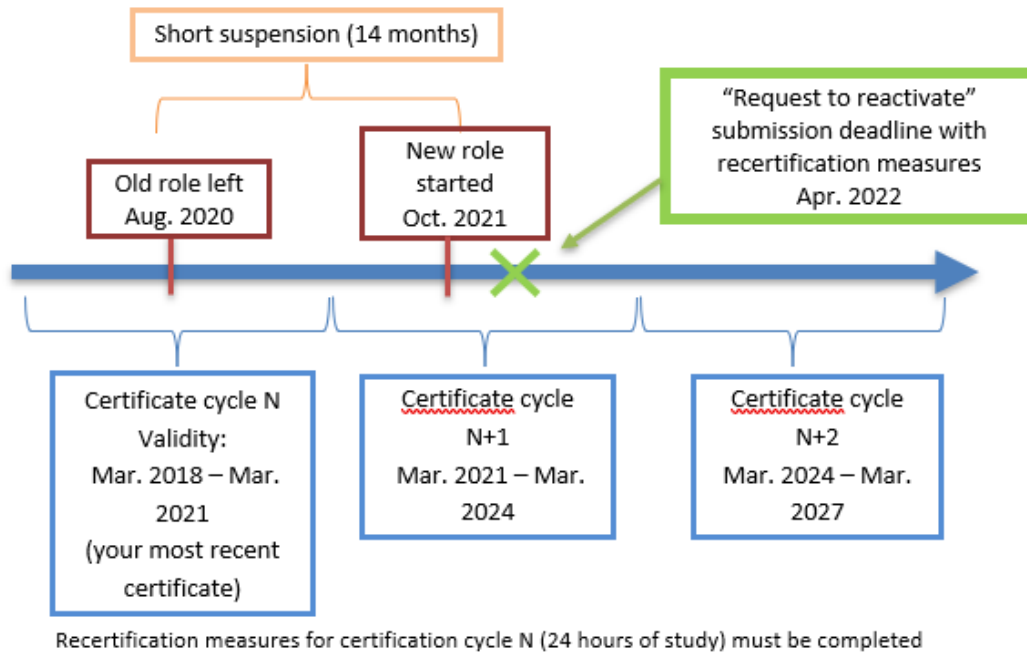 Short suspension (14 months)
“Request to reactivate”
submission deadline with
recertification measures
Apr. 2022
Old role left
Aug. 2020
New role
started
Oct. 2021
Certificate cycle N
Validity:
Mar. 2018 – Mar.
2021
(your most recent
certificate)
Certificate cycle
N+1
Mar. 2021 – Mar.
2024
Certificate cycle
N+2
Mar. 2024 – Mar.
2027
Recertification measures for certification cycle N (24 hours of study) must be completed